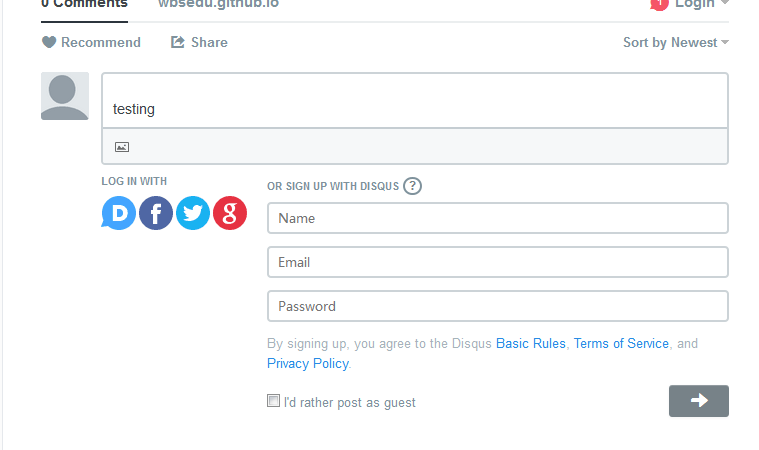 0 Comments wbsedu.github.io 1 Login
Recommend Share Sort by Newest
testing
LOG IN WITH
OR SIGN UP WITH DISQUS ?
D f g
Name
Email
Password
By signing up, you agree to the Disqus Basic Rules, Terms of Service, and
Privacy Policy.
I'd rather post as guest